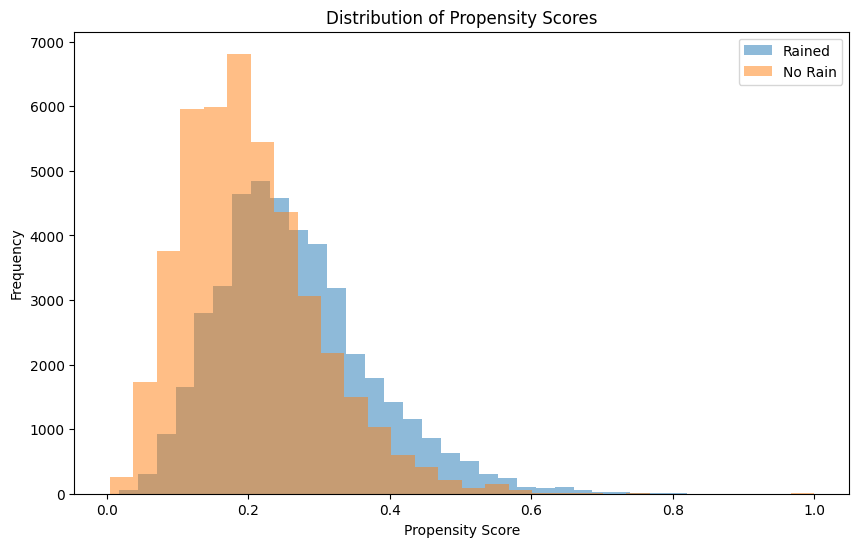 Distribution of Propensity Scores
Rained
No Rain
Frequency
7000
6000
5000
4000
3000
2000
1000
0
0.0 0.2 0.4 0.6 0.8 1.0
Propensity Score